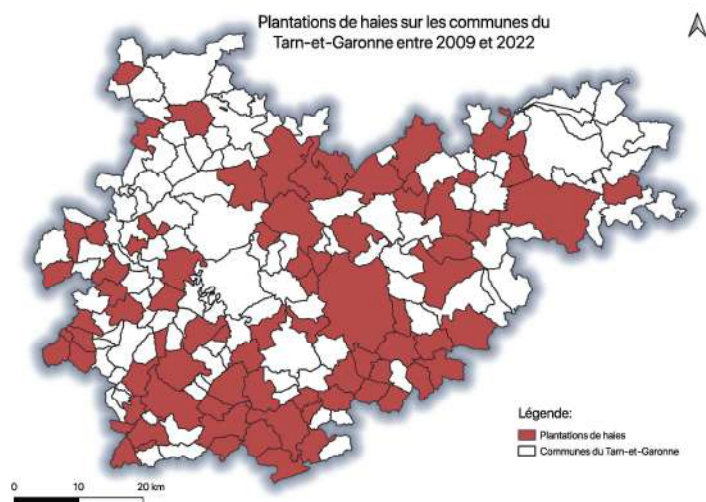 Plantations de haies sur les communes du
Tarn-et-Garonne entre 2009 et 2022
Légende:
Plantations de haies
Communes du Tarn-et-Garonne
0 10 20 km